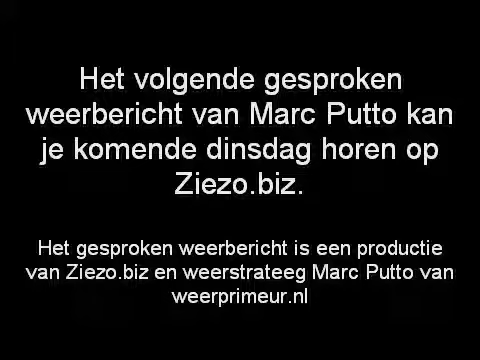 Het volgende gesproken
weerbericht van Marc Putto kan
je komende dinsdag horen op
Ziezo.biz.
Het gesproken weerbericht is een productie
van Ziezo.biz en weerstrateeg Marc Putto van
weerprimeur.nl